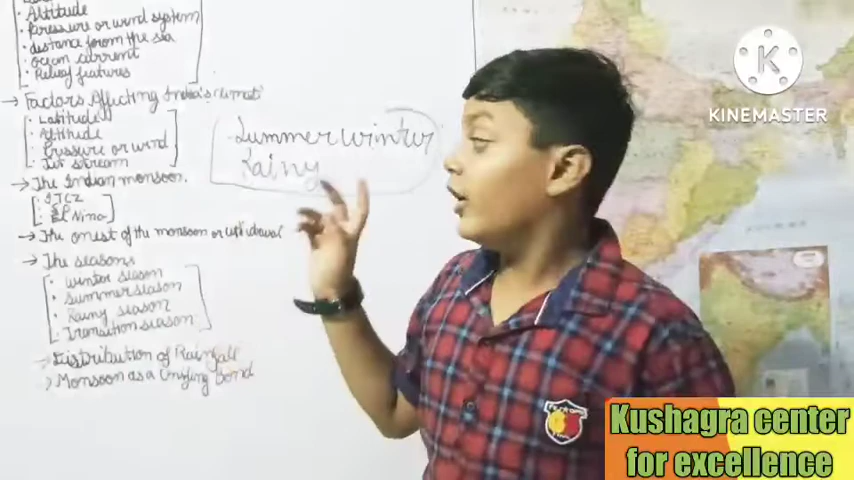 • Altitude
• Pressure or wind system
• distance from the sea
• ocean current
• Relief features
→ Factors Affecting India's climate
• Latitude
• Altitude
• Pressure or wind
• Jet stream
→ The Indian monsoon.
• ITCZ
• El Nino
→ The onest of the monsoon or
→ The seasons
• winter season
• Summer season
• Rainy season
• Transition season
→ Distribution of Rainfall
→ Monsoon as a Unifying Bond
Summer winter
Rainy
K
KINEMASTER
Kushagra center
for excellence